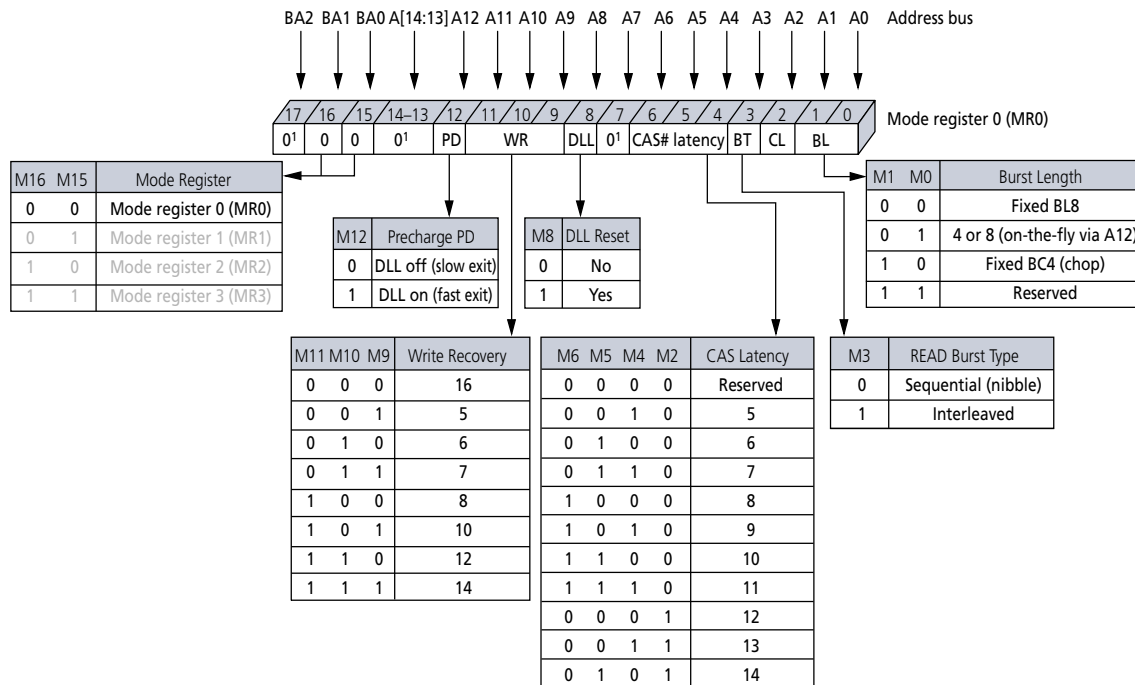 BA2 BA1 BA0 A[14:13] A12 A11 A10 A9 A8 A7 A6 A5 A4 A3 A2 A1 A0 Address bus
17 16 15 14–13 12 11 10 9 8 7 6 5 4 3 2 1 0
Mode register 0 (MR0)
0¹ 0 0 0¹ PD WR DLL 0¹ CAS# latency BT CL BL
M16 M15 Mode Register
0 0 Mode register 0 (MR0)
0 1 Mode register 1 (MR1)
1 0 Mode register 2 (MR2)
1 1 Mode register 3 (MR3)
M12 Precharge PD
0 DLL off (slow exit)
1 DLL on (fast exit)
M8 DLL Reset
0 No
1 Yes
M1 M0 Burst Length
0 0 Fixed BL8
0 1 4 or 8 (on-the-fly via A12)
1 0 Fixed BC4 (chop)
1 1 Reserved
M11 M10 M9 Write Recovery
0 0 0 16
0 0 1 5
0 1 0 6
0 1 1 7
1 0 0 8
1 0 1 10
1 1 0 12
1 1 1 14
M6 M5 M4 M2 CAS Latency
0 0 0 0 Reserved
0 0 1 0 5
0 1 0 0 6
0 1 1 0 7
1 0 0 0 8
1 0 1 0 9
1 1 0 0 10
1 1 1 0 11
0 0 0 1 12
0 0 1 1 13
0 1 0 1 14
M3 READ Burst Type
0 Sequential (nibble)
1 Interleaved